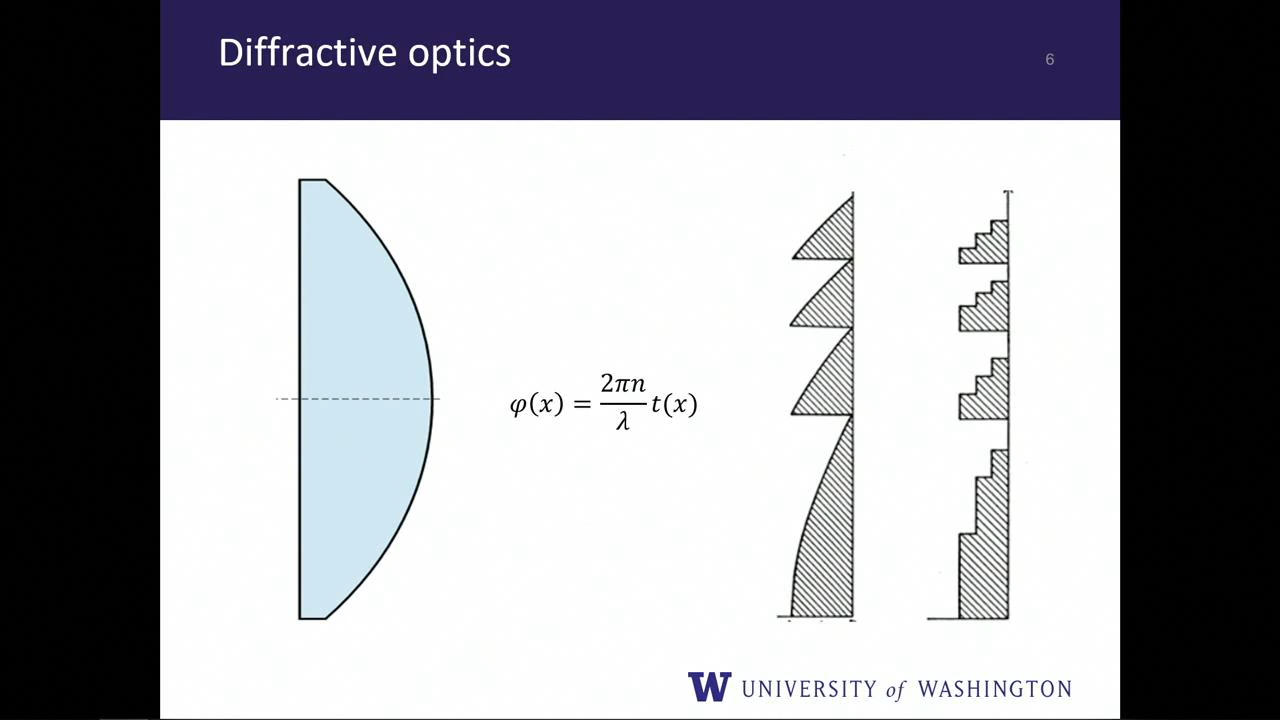 Diffractive optics
6
φ(x) = 2πn/λ t(x)
W UNIVERSITY of WASHINGTON